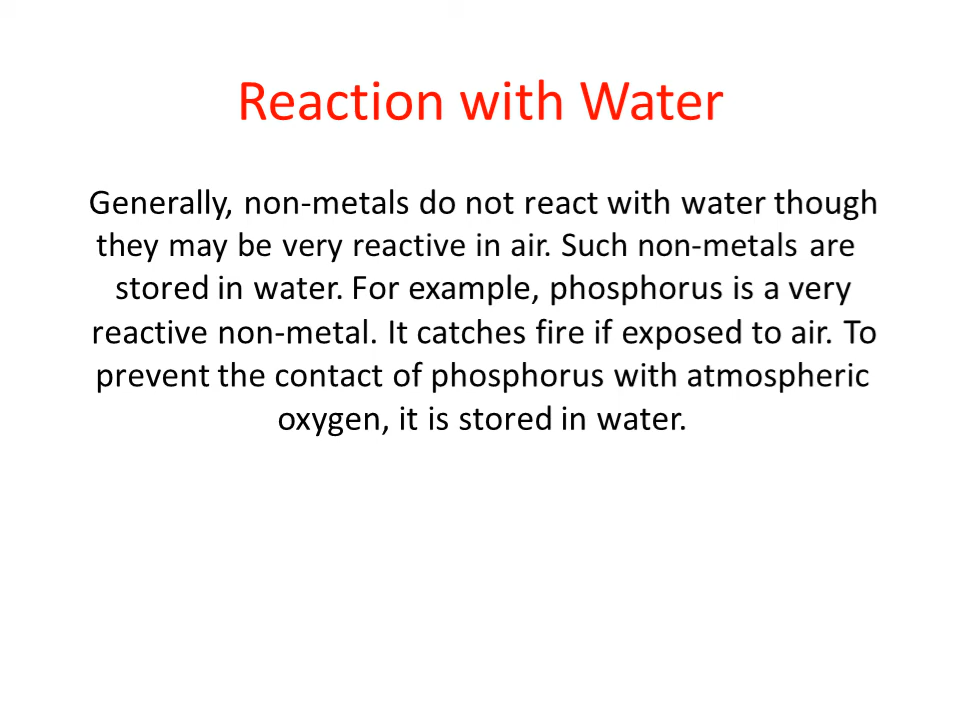 Reaction with Water
Generally, non-metals do not react with water though
they may be very reactive in air. Such non-metals are
stored in water. For example, phosphorus is a very
reactive non-metal. It catches fire if exposed to air. To
prevent the contact of phosphorus with atmospheric
oxygen, it is stored in water.